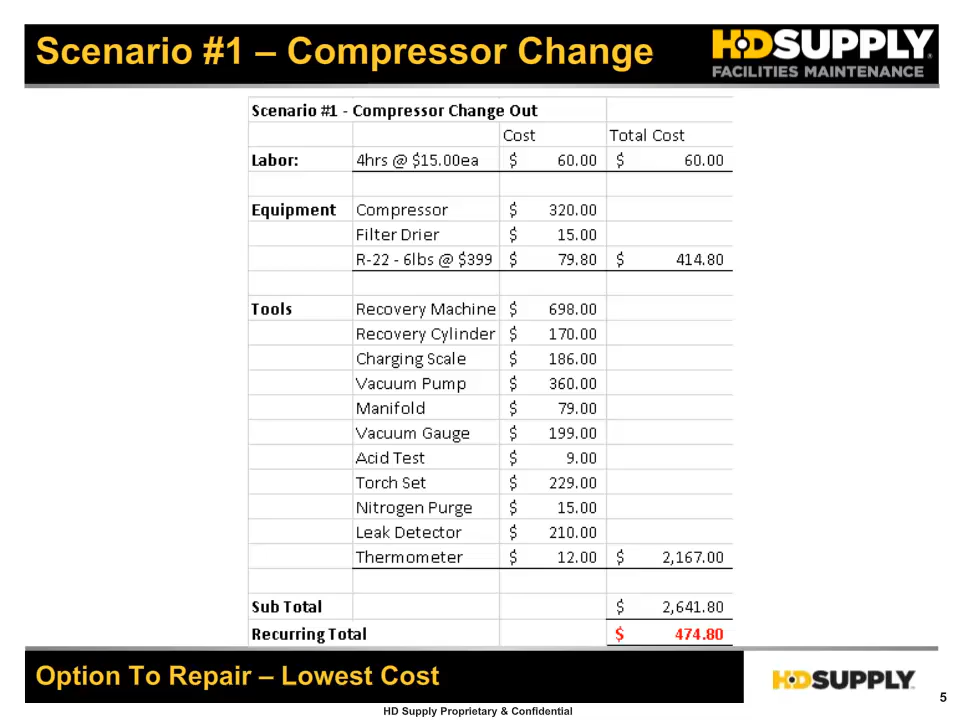 Scenario #1 – Compressor Change
HDSUPPLY®
FACILITIES MAINTENANCE
Scenario #1 - Compressor Change Out
Cost Total Cost
Labor: 4hrs @ $15.00ea $ 60.00 $ 60.00
Equipment Compressor $ 320.00
Filter Drier $ 15.00
R-22 - 6lbs @ $399 $ 79.80 $ 414.80
Tools Recovery Machine $ 698.00
Recovery Cylinder $ 170.00
Charging Scale $ 186.00
Vacuum Pump $ 360.00
Manifold $ 79.00
Vacuum Gauge $ 199.00
Acid Test $ 9.00
Torch Set $ 229.00
Nitrogen Purge $ 15.00
Leak Detector $ 210.00
Thermometer $ 12.00 $ 2,167.00
Sub Total $ 2,641.80
Recurring Total $ 474.80
Option To Repair – Lowest Cost
HDSUPPLY
5
HD Supply Proprietary & Confidential